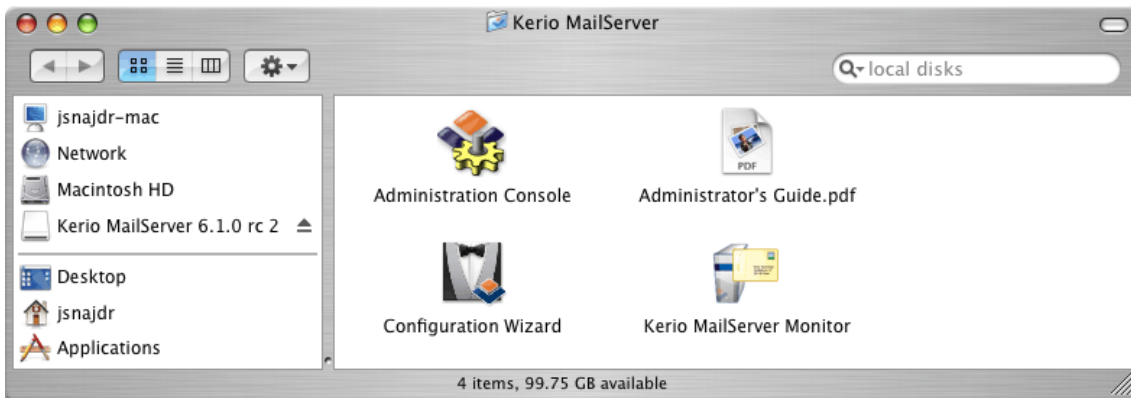 Kerio MailServer
local disks
jsnajdr-mac
Network
Macintosh HD
Kerio MailServer 6.1.0 rc 2
Desktop
jsnajdr
Applications
Administration Console
Administrator's Guide.pdf
PDF
Configuration Wizard
Kerio MailServer Monitor
4 items, 99.75 GB available